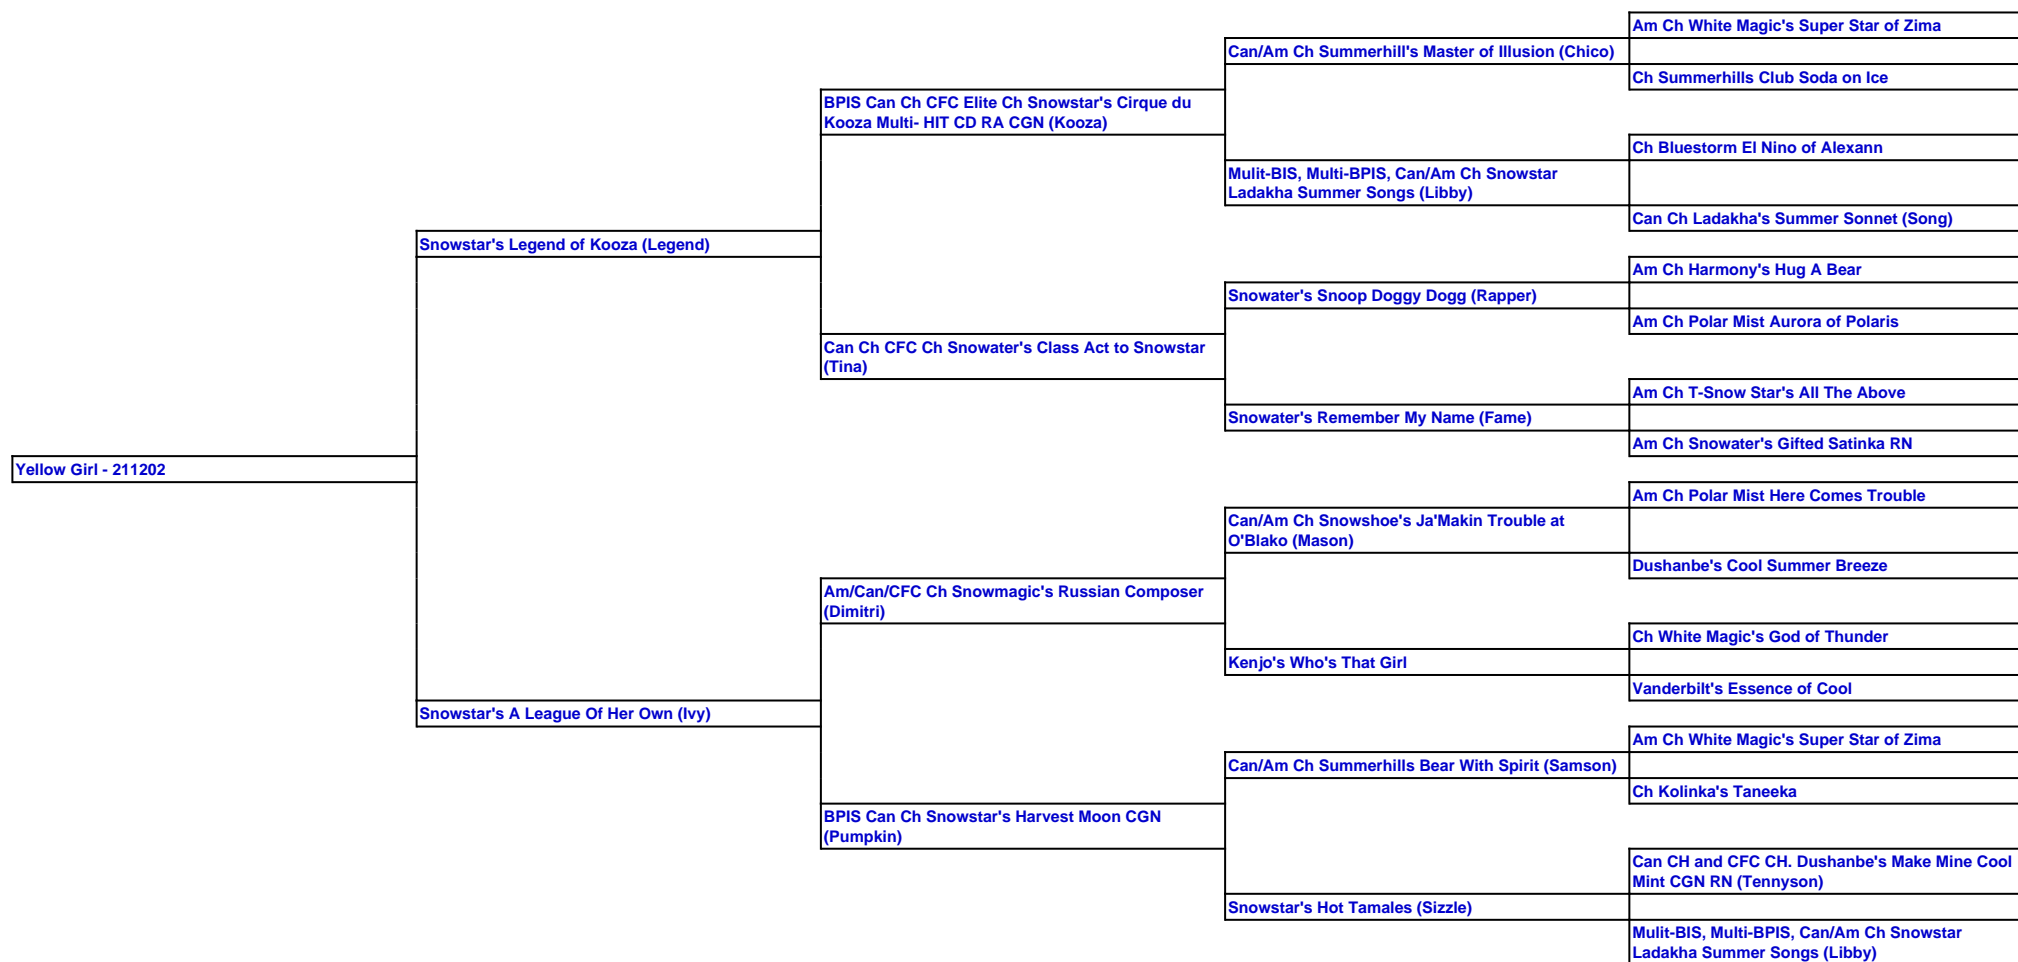 Am Ch White Magic's Super Star of Zima
Can/Am Ch Summerhill's Master of Illusion (Chico)
Ch Summerhills Club Soda on Ice
BPIS Can Ch CFC Elite Ch Snowstar's Cirque du
Kooza Multi- HIT CD RA CGN (Kooza)
Ch Bluestorm El Nino of Alexann
Mulit-BIS, Multi-BPIS, Can/Am Ch Snowstar
Ladakha Summer Songs (Libby)
Can Ch Ladakha's Summer Sonnet (Song)
Snowstar's Legend of Kooza (Legend)
Am Ch Harmony's Hug A Bear
Snowater's Snoop Doggy Dogg (Rapper)
Am Ch Polar Mist Aurora of Polaris
Can Ch CFC Ch Snowater's Class Act to Snowstar
(Tina)
Am Ch T-Snow Star's All The Above
Snowater's Remember My Name (Fame)
Am Ch Snowater's Gifted Satinka RN
Yellow Girl - 211202
Am Ch Polar Mist Here Comes Trouble
Can/Am Ch Snowshoe's Ja'Makin Trouble at
O'Blako (Mason)
Dushanbe's Cool Summer Breeze
Am/Can/CFC Ch Snowmagic's Russian Composer
(Dimitri)
Ch White Magic's God of Thunder
Kenjo's Who's That Girl
Vanderbilt's Essence of Cool
Snowstar's A League Of Her Own (Ivy)
Am Ch White Magic's Super Star of Zima
Can/Am Ch Summerhills Bear With Spirit (Samson)
Ch Kolinka's Taneeka
BPIS Can Ch Snowstar's Harvest Moon CGN
(Pumpkin)
Can CH and CFC CH. Dushanbe's Make Mine Cool
Mint CGN RN (Tennyson)
Snowstar's Hot Tamales (Sizzle)
Mulit-BIS, Multi-BPIS, Can/Am Ch Snowstar
Ladakha Summer Songs (Libby)